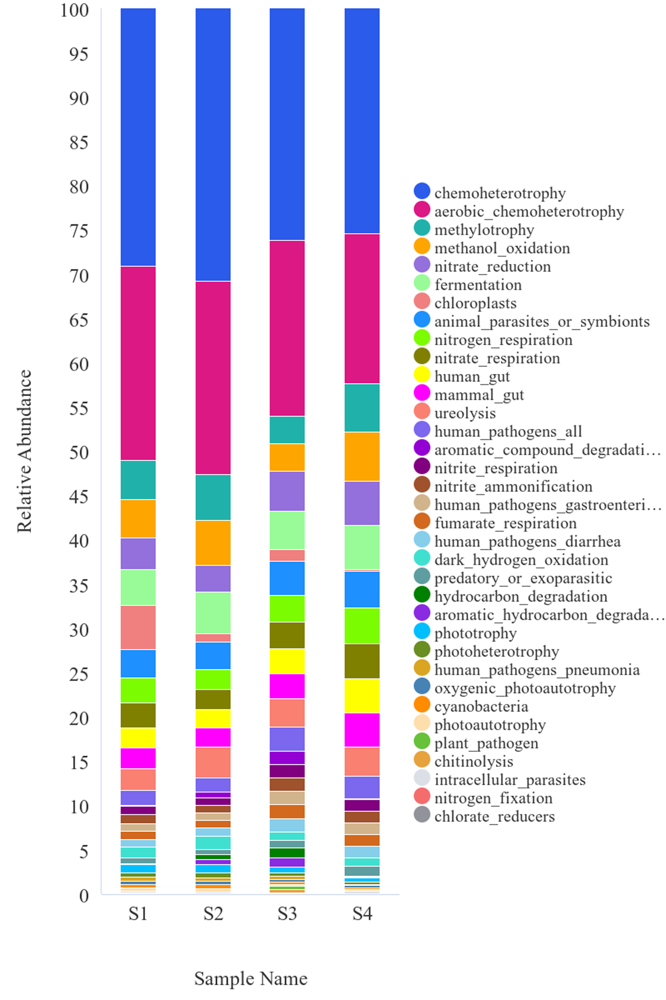 100
95
90
85
80
75
70
65
60
55
50
45
40
35
30
25
20
15
10
5
0
Relative Abundance
S1 S2 S3 S4
Sample Name
chemoheterotrophy
aerobic_chemoheterotrophy
methylotrophy
methanol_oxidation
nitrate_reduction
fermentation
chloroplasts
animal_parasites_or_symbionts
nitrogen_respiration
nitrate_respiration
human_gut
mammal_gut
ureolysis
human_pathogens_all
aromatic_compound_degradati…
nitrite_respiration
nitrite_ammonification
human_pathogens_gastroenteri…
fumarate_respiration
human_pathogens_diarrhea
dark_hydrogen_oxidation
predatory_or_exoparasitic
hydrocarbon_degradation
aromatic_hydrocarbon_degrada…
phototrophy
photoheterotrophy
human_pathogens_pneumonia
oxygenic_photoautotrophy
cyanobacteria
photoautotrophy
plant_pathogen
chitinolysis
intracellular_parasites
nitrogen_fixation
chlorate_reducers